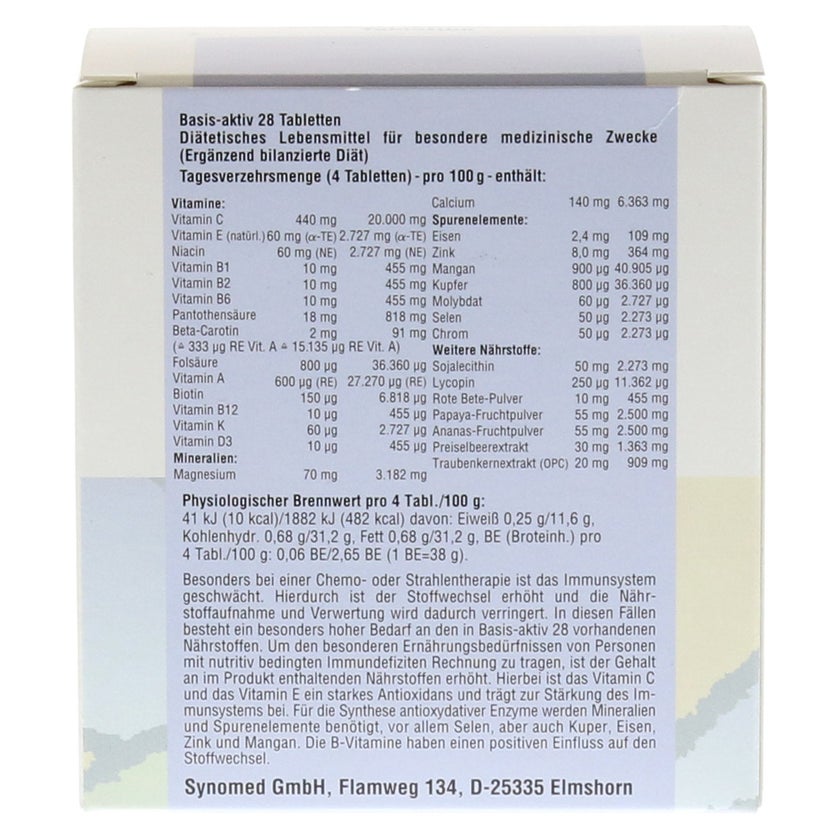 Basis-aktiv 28 Tabletten
Diätetisches Lebensmittel für besondere medizinische Zwecke
(Ergänzend bilanzierte Diät)
Tagesverzehrsmenge (4 Tabletten) - pro 100 g - enthält:
Vitamine:
Vitamin C 440 mg 20.000 mg
Vitamin E (natürl.) 60 mg (α-TE) 2.727 mg (α-TE)
Niacin 60 mg (NE) 2.727 mg (NE)
Vitamin B1 10 mg 455 mg
Vitamin B2 10 mg 455 mg
Vitamin B6 10 mg 455 mg
Pantothensäure 18 mg 818 mg
Beta-Carotin 2 mg 91 mg
(≙ 333 µg RE Vit. A ≙ 15.135 µg RE Vit. A)
Folsäure 800 µg 36.360 µg
Vitamin A 600 µg (RE) 27.270 µg (RE)
Biotin 150 µg 6.818 µg
Vitamin B12 10 µg 455 µg
Vitamin K 60 µg 2.727 µg
Vitamin D3 10 µg 455 µg
Mineralien:
Magnesium 70 mg 3.182 mg
Calcium 140 mg 6.363 mg
Spurenelemente:
Eisen 2,4 mg 109 mg
Zink 8,0 mg 364 mg
Mangan 900 µg 40.905 µg
Kupfer 800 µg 36.360 µg
Molybdat 60 µg 2.727 µg
Selen 50 µg 2.273 µg
Chrom 50 µg 2.273 µg
Weitere Nährstoffe:
Sojalecithin 50 mg 2.273 mg
Lycopin 250 µg 11.362 µg
Rote Bete-Pulver 10 mg 455 mg
Papaya-Fruchtpulver 55 mg 2.500 mg
Ananas-Fruchtpulver 55 mg 2.500 mg
Preiselbeerextrakt 30 mg 1.363 mg
Traubenkernextrakt (OPC) 20 mg 909 mg
Physiologischer Brennwert pro 4 Tabl./100 g:
41 kJ (10 kcal)/1882 kJ (482 kcal) davon: Eiweiß 0,25 g/11,6 g,
Kohlenhydr. 0,68 g/31,2 g, Fett 0,68 g/31,2 g, BE (Broteinh.) pro
4 Tabl./100 g: 0,06 BE/2,65 BE (1 BE=38 g).
Besonders bei einer Chemo- oder Strahlentherapie ist das Immunsystem
geschwächt. Hierdurch ist der Stoffwechsel erhöht und die Nähr-
stoffaufnahme und Verwertung wird dadurch verringert. In diesen Fällen
besteht ein besonders hoher Bedarf an den in Basis-aktiv 28 vorhandenen
Nährstoffen. Um den besonderen Ernährungsbedürfnissen von Personen
mit nutritiv bedingten Immundefiziten Rechnung zu tragen, ist der Gehalt
an im Produkt enthaltenden Nährstoffen erhöht. Hierbei ist das Vitamin C
und das Vitamin E ein starkes Antioxidans und trägt zur Stärkung des Im-
munsystems bei. Für die Synthese antioxydativer Enzyme werden Mineralien
und Spurenelemente benötigt, vor allem Selen, aber auch Kuper, Eisen,
Zink und Mangan. Die B-Vitamine haben einen positiven Einfluss auf den
Stoffwechsel.
Synomed GmbH, Flamweg 134, D-25335 Elmshorn